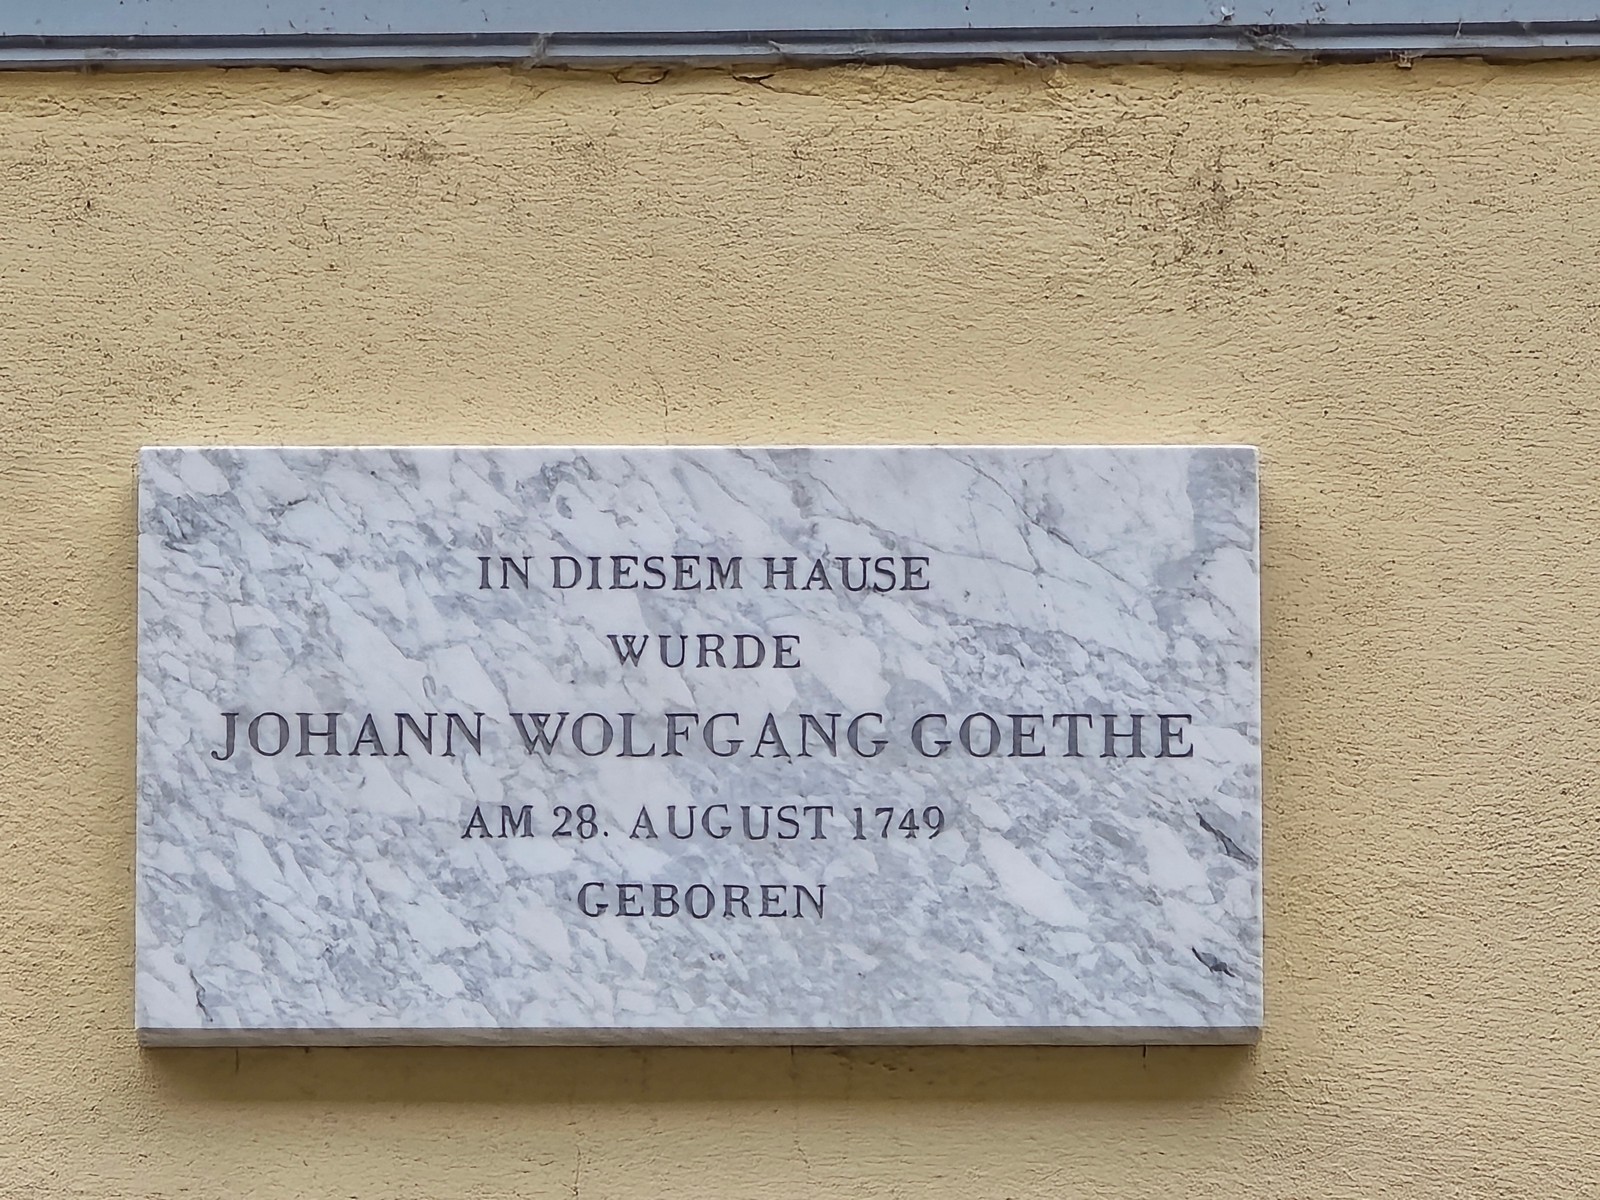 IN DIESEM HAUSE
WURDE
JOHANN WOLFGANG GOETHE
AM 28. AUGUST 1749
GEBOREN